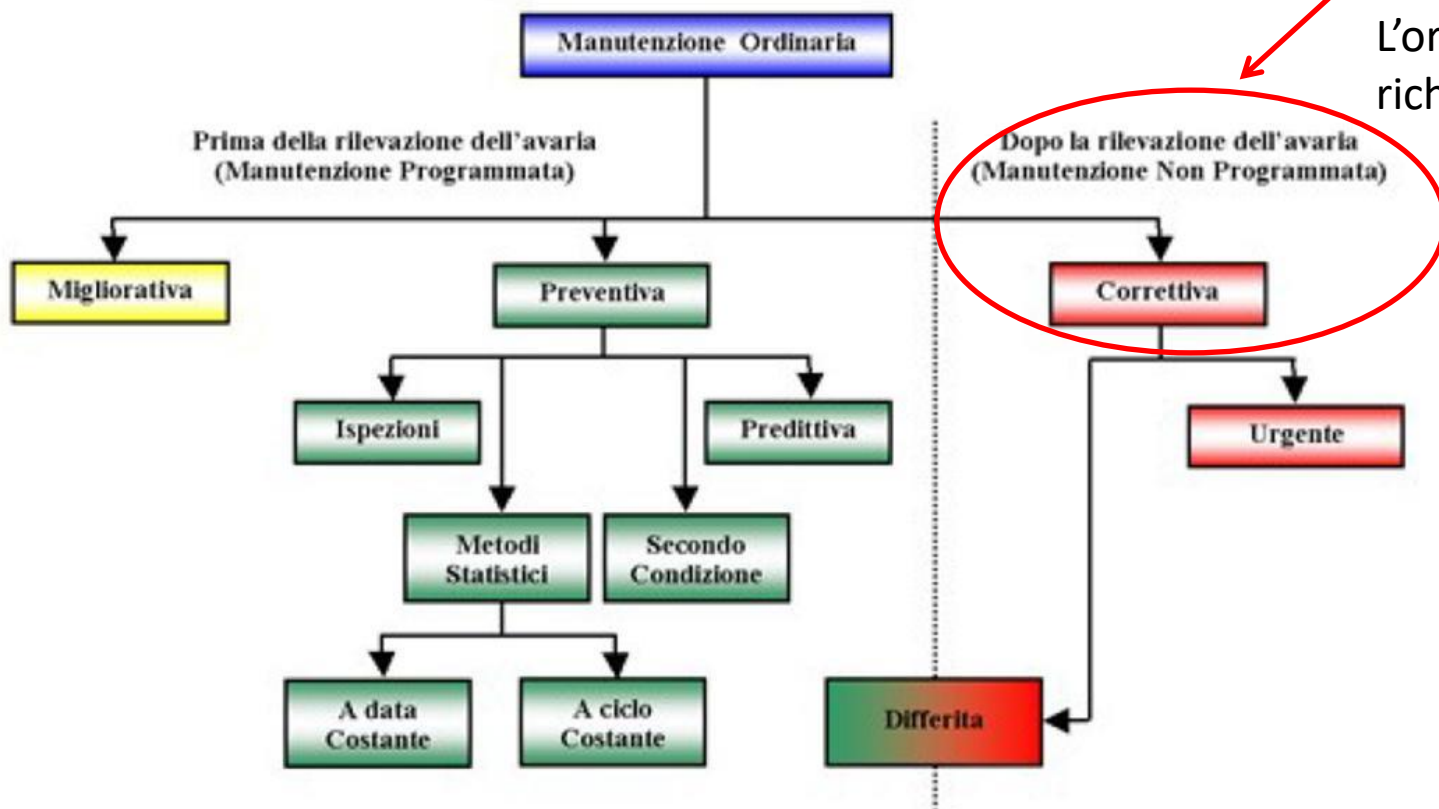 Manutenzione Ordinaria
L'or
rich
Prima della rilevazione dell'avaria
(Manutenzione Programmata)
Dopo la rilevazione dell'avaria
(Manutenzione Non Programmata)
Migliorativa
Preventiva
Correttiva
Ispezioni
Predittiva
Urgente
Metodi
Statistici
Secondo
Condizione
A data
Costante
A ciclo
Costante
Differita